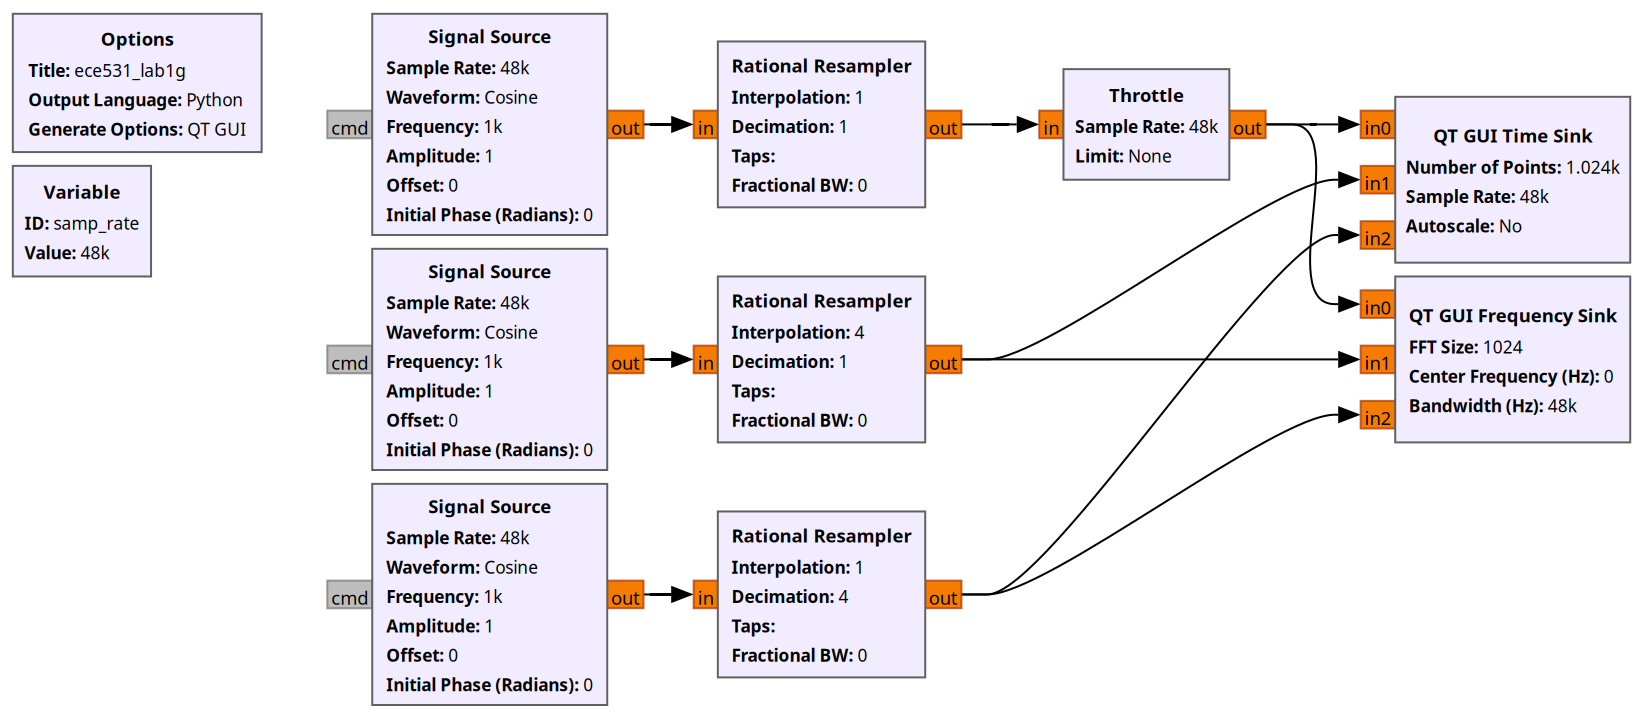 Options
Title: ece531_lab1g
Output Language: Python
Generate Options: QT GUI
Variable
ID: samp_rate
Value: 48k
Signal Source
Sample Rate: 48k
Waveform: Cosine
Frequency: 1k
Amplitude: 1
Offset: 0
Initial Phase (Radians): 0
cmd
out
Rational Resampler
Interpolation: 1
Decimation: 1
Taps:
Fractional BW: 0
in
out
Throttle
Sample Rate: 48k
Limit: None
in
out
QT GUI Time Sink
Number of Points: 1.024k
Sample Rate: 48k
Autoscale: No
in0
in1
in2
Signal Source
Sample Rate: 48k
Waveform: Cosine
Frequency: 1k
Amplitude: 1
Offset: 0
Initial Phase (Radians): 0
cmd
out
Rational Resampler
Interpolation: 4
Decimation: 1
Taps:
Fractional BW: 0
in
out
QT GUI Frequency Sink
FFT Size: 1024
Center Frequency (Hz): 0
Bandwidth (Hz): 48k
in0
in1
in2
Signal Source
Sample Rate: 48k
Waveform: Cosine
Frequency: 1k
Amplitude: 1
Offset: 0
Initial Phase (Radians): 0
cmd
out
Rational Resampler
Interpolation: 1
Decimation: 4
Taps:
Fractional BW: 0
in
out